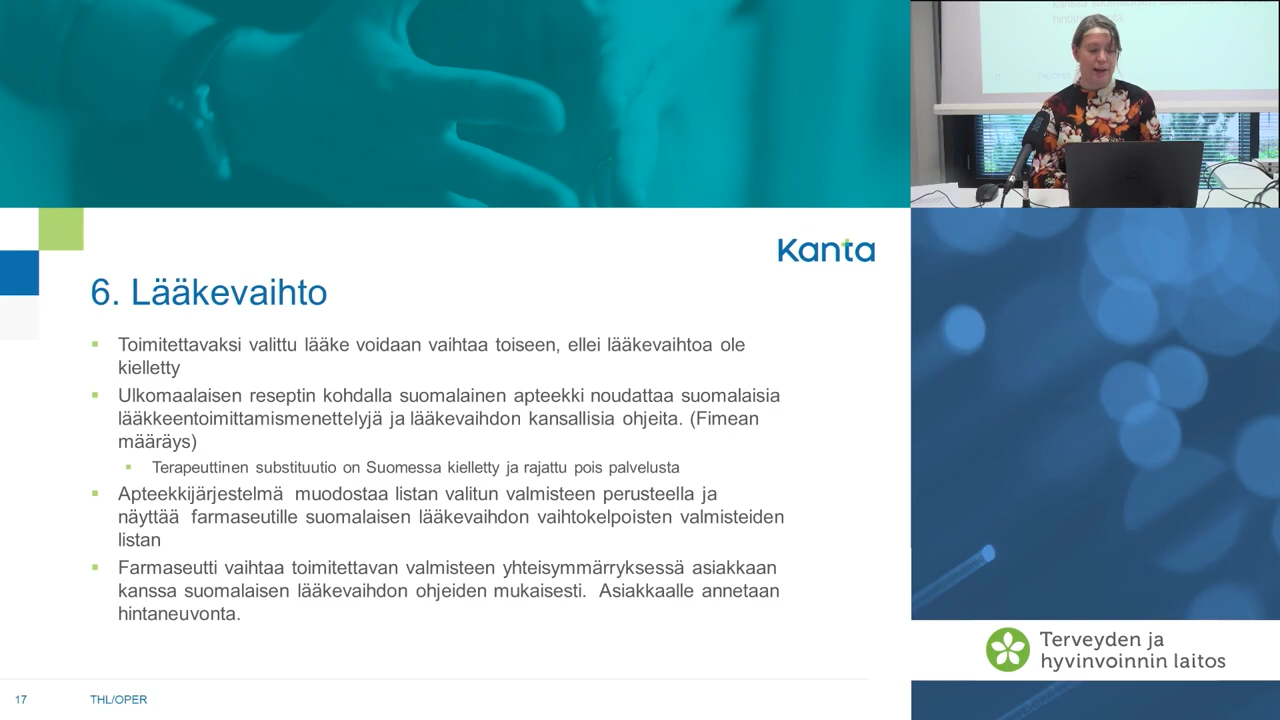 Kanta
6. Lääkevaihto
Toimitettavaksi valittu lääke voidaan vaihtaa toiseen, ellei lääkevaihtoa ole
kielletty
Ulkomaalaisen reseptin kohdalla suomalainen apteekki noudattaa suomalaisia
lääkkeentoimittamismenettelyjä ja lääkevaihdon kansallisia ohjeita. (Fimean
määräys)
Terapeuttinen substituutio on Suomessa kielletty ja rajattu pois palvelusta
Apteekkijärjestelmä muodostaa listan valitun valmisteen perusteella ja
näyttää farmaseutille suomalaisen lääkevaihdon vaihtokelpoisten valmisteiden
listan
Farmaseutti vaihtaa toimitettavan valmisteen yhteisymmärryksessä asiakkaan
kanssa suomalaisen lääkevaihdon ohjeiden mukaisesti. Asiakkaalle annetaan
hintaneuvonta.
17
THL/OPER
Terveyden ja
hyvinvoinnin laitos